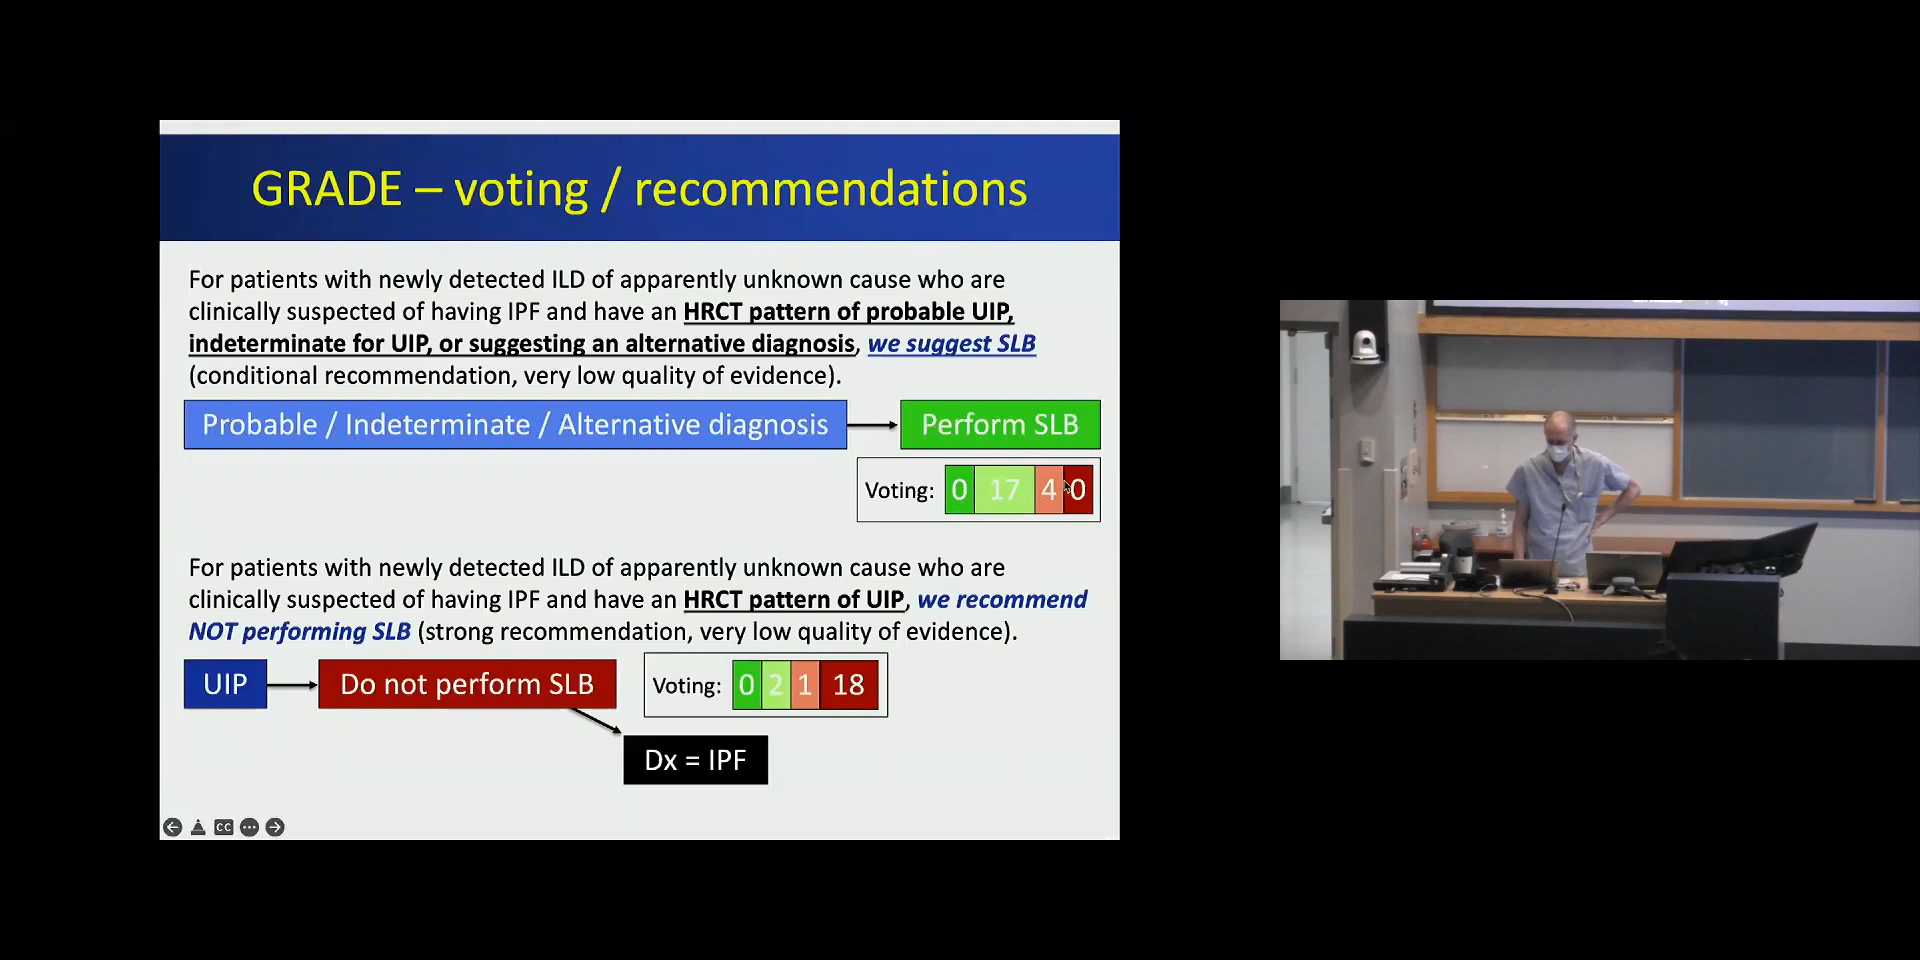 GRADE – voting / recommendations
For patients with newly detected ILD of apparently unknown cause who are
clinically suspected of having IPF and have an HRCT pattern of probable UIP,
indeterminate for UIP, or suggesting an alternative diagnosis, we suggest SLB
(conditional recommendation, very low quality of evidence).
Probable / Indeterminate / Alternative diagnosis
Perform SLB
Voting: 0 17 4 0
For patients with newly detected ILD of apparently unknown cause who are
clinically suspected of having IPF and have an HRCT pattern of UIP, we recommend
NOT performing SLB (strong recommendation, very low quality of evidence).
UIP
Do not perform SLB
Voting: 0 2 1 18
Dx = IPF
CC